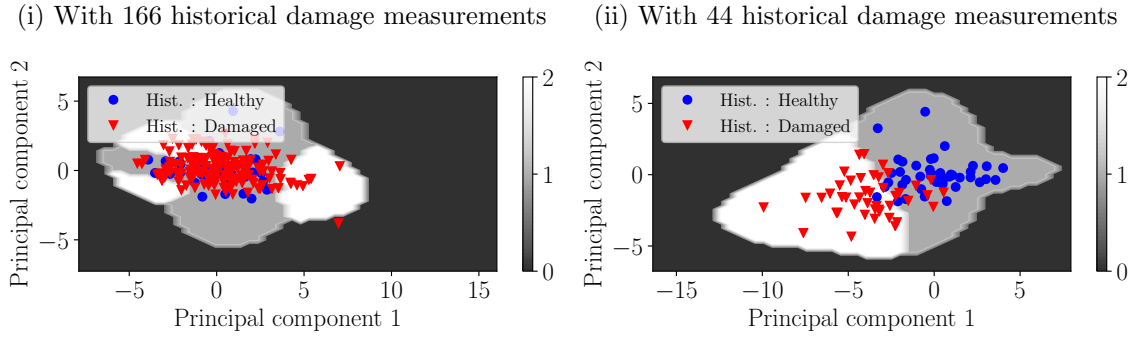 (i) With 166 historical damage measurements
(ii) With 44 historical damage measurements
Principal component 2
5
0
−5
Hist. : Healthy
Hist. : Damaged
−5
0
5
10
15
Principal component 1
2
1
0
Principal component 2
5
0
−5
Hist. : Healthy
Hist. : Damaged
−15
−10
−5
0
5
Principal component 1
2
1
0